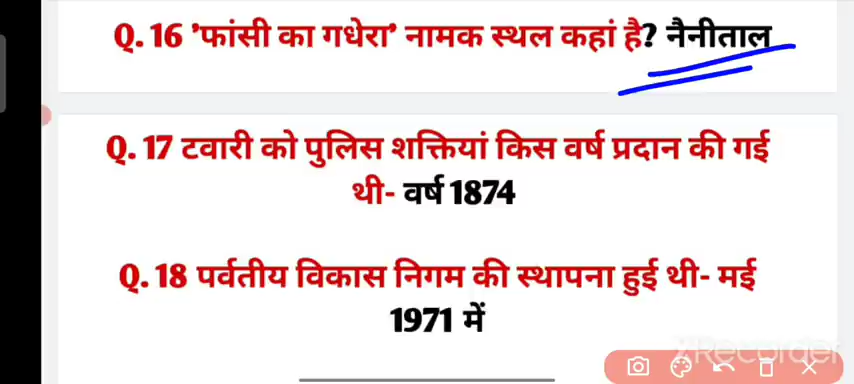 Q. 16 'फांसी का गधेरा' नामक स्थल कहां है? नैनीताल
Q. 17 टवारी को पुलिस शक्तियां किस वर्ष प्रदान की गई
थी- वर्ष 1874
Q. 18 पर्वतीय विकास निगम की स्थापना हुई थी- मई
1971 में
XRecorder